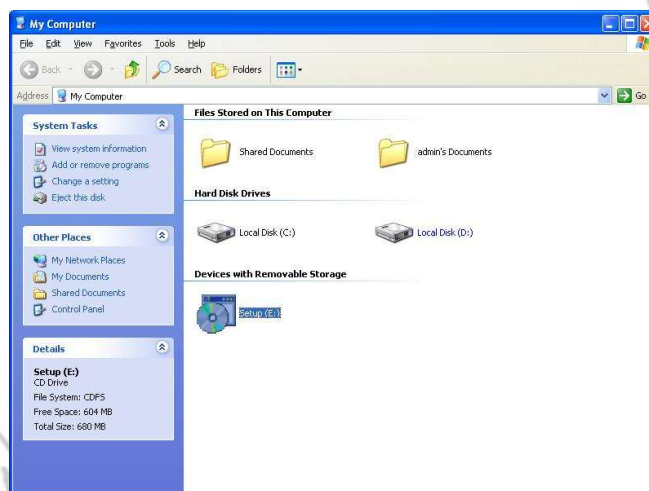 My Computer
File Edit View Favorites Tools Help
Back Search Folders
Address My Computer Go
System Tasks
View system information
Add or remove programs
Change a setting
Eject this disk
Other Places
My Network Places
My Documents
Shared Documents
Control Panel
Details
Setup (E:)
CD Drive
File System: CDFS
Free Space: 604 MB
Total Size: 680 MB
Files Stored on This Computer
Shared Documents
admin's Documents
Hard Disk Drives
Local Disk (C:)
Local Disk (D:)
Devices with Removable Storage
Setup (E:)